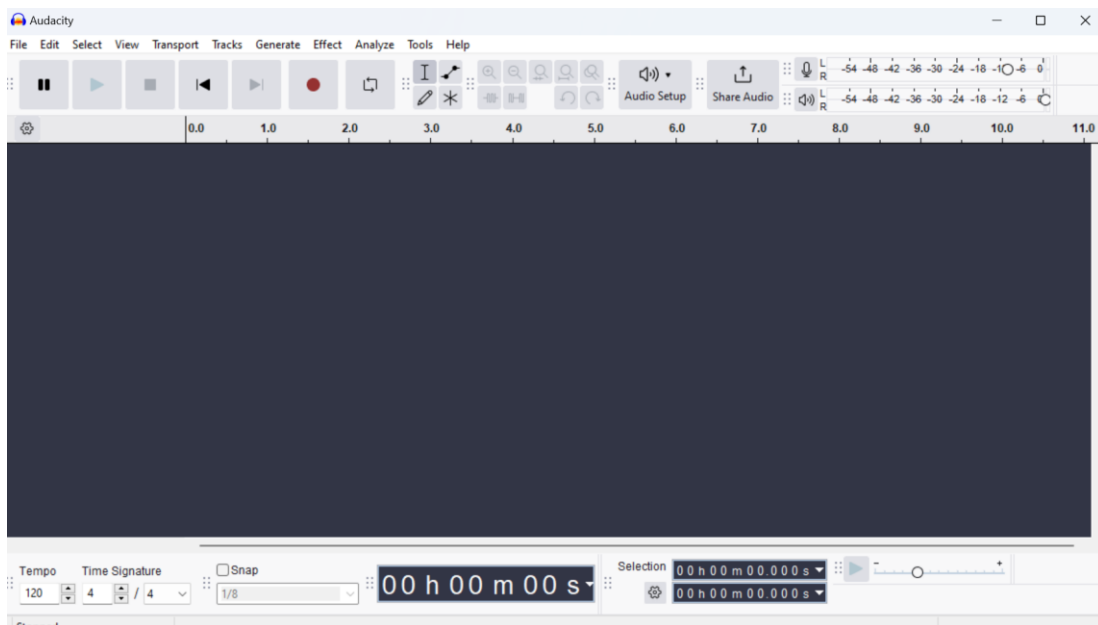 Audacity
File Edit Select View Transport Tracks Generate Effect Analyze Tools Help
L
R
-54 -48 -42 -36 -30 -24 -18 -6 0
Audio Setup
Share Audio
L
R
-54 -48 -42 -36 -30 -24 -18 -12 -6
0.0 1.0 2.0 3.0 4.0 5.0 6.0 7.0 8.0 9.0 10.0 11.0
Tempo
120
Time Signature
4 / 4
Snap
1/8
00 h 00 m 00 s
Selection
00 h 00 m 00.000 s
00 h 00 m 00.000 s
- +